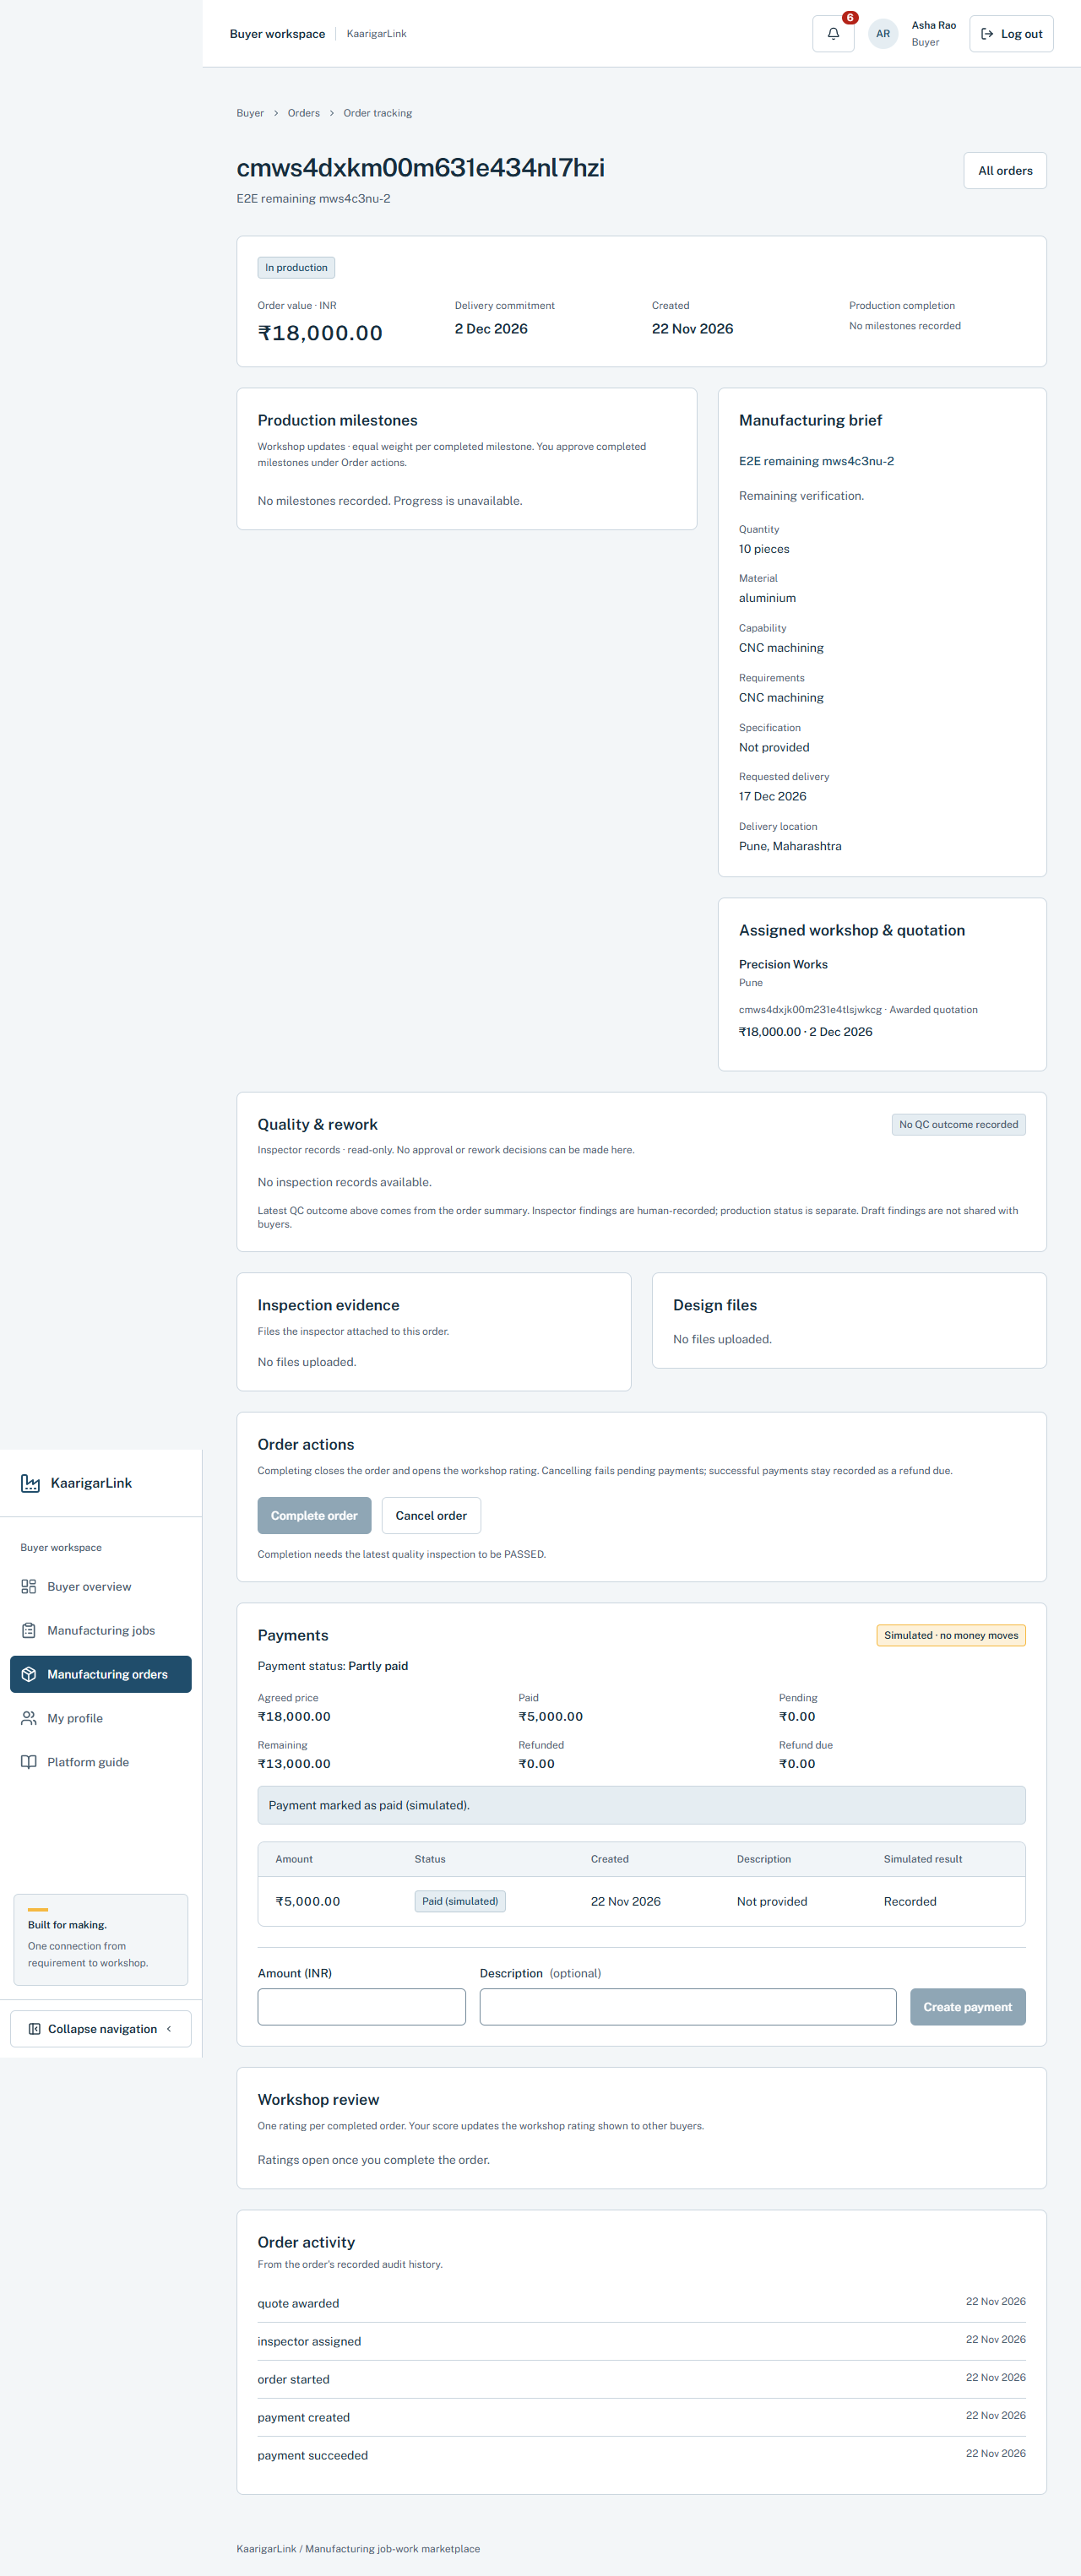 Buyer workspace
KaarigarLink
6
AR
Asha Rao
Buyer
Log out
Buyer
Orders
Order tracking
cmws4dxkm00m631e434nl7hzi
All orders
E2E remaining mws4c3nu-2
In production
Order value · INR
₹18,000.00
Delivery commitment
2 Dec 2026
Created
22 Nov 2026
Production completion
No milestones recorded
Production milestones
Workshop updates · equal weight per completed milestone. You approve completed
milestones under Order actions.
No milestones recorded. Progress is unavailable.
Manufacturing brief
E2E remaining mws4c3nu-2
Remaining verification.
Quantity
10 pieces
Material
aluminium
Capability
CNC machining
Requirements
CNC machining
Specification
Not provided
Requested delivery
17 Dec 2026
Delivery location
Pune, Maharashtra
Assigned workshop & quotation
Precision Works
Pune
cmws4dxjk00m231e4tlsjwkcg · Awarded quotation
₹18,000.00 · 2 Dec 2026
Quality & rework
No QC outcome recorded
Inspector records · read-only. No approval or rework decisions can be made here.
No inspection records available.
Latest QC outcome above comes from the order summary. Inspector findings are human-recorded; production status is separate. Draft findings are not shared with
buyers.
Inspection evidence
Files the inspector attached to this order.
No files uploaded.
Design files
No files uploaded.
Order actions
Completing closes the order and opens the workshop rating. Cancelling fails pending payments; successful payments stay recorded as a refund due.
Complete order
Cancel order
Completion needs the latest quality inspection to be PASSED.
KaarigarLink
Buyer workspace
Buyer overview
Manufacturing jobs
Manufacturing orders
My profile
Platform guide
Built for making.
One connection from
requirement to workshop.
Collapse navigation
Payments
Simulated · no money moves
Payment status: Partly paid
Agreed price
₹18,000.00
Paid
₹5,000.00
Pending
₹0.00
Remaining
₹13,000.00
Refunded
₹0.00
Refund due
₹0.00
Payment marked as paid (simulated).
Amount
Status
Created
Description
Simulated result
₹5,000.00
Paid (simulated)
22 Nov 2026
Not provided
Recorded
Amount (INR)
Description (optional)
Create payment
Workshop review
One rating per completed order. Your score updates the workshop rating shown to other buyers.
Ratings open once you complete the order.
Order activity
From the order's recorded audit history.
quote awarded
22 Nov 2026
inspector assigned
22 Nov 2026
order started
22 Nov 2026
payment created
22 Nov 2026
payment succeeded
22 Nov 2026
KaarigarLink / Manufacturing job-work marketplace